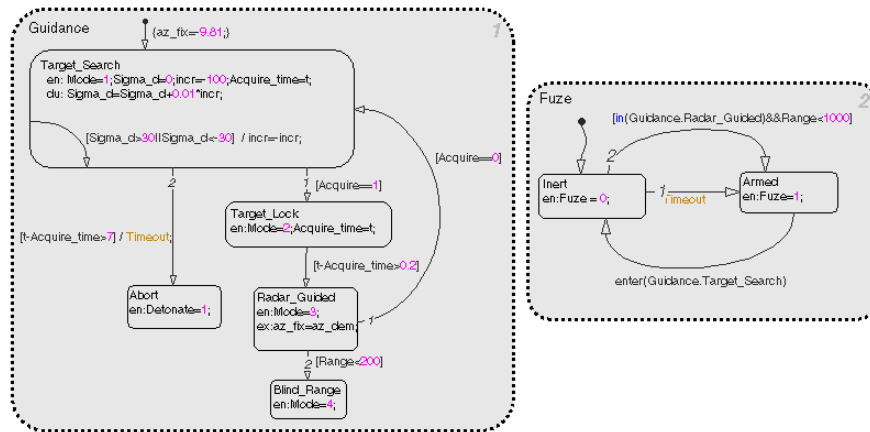 Guidance
1
{az_fix=-9.81;}
Target_Search
en: Mode=1;Sigma_d=0;incr=-100;Acquire_time=t;
du: Sigma_d=Sigma_d+0.01*incr;
[Sigma_d>30||Sigma_d<-30] / incr=-incr;
2
1
[Acquire==1]
[Acquire==0]
Target_Lock
en:Mode=2;Acquire_time=t;
[t-Acquire_time>7] / Timeout;
[t-Acquire_time>0.2]
Abort
en:Detonate=1;
Radar_Guided
en:Mode=3;
ex:az_fix=az_dem;
1
2
[Range<200]
Blind_Range
en:Mode=4;
Fuze
2
[in(Guidance.Radar_Guided)&&Range<1000]
2
Inert
en:Fuze = 0;
1
Timeout
Armed
en:Fuze=1;
enter(Guidance.Target_Search)